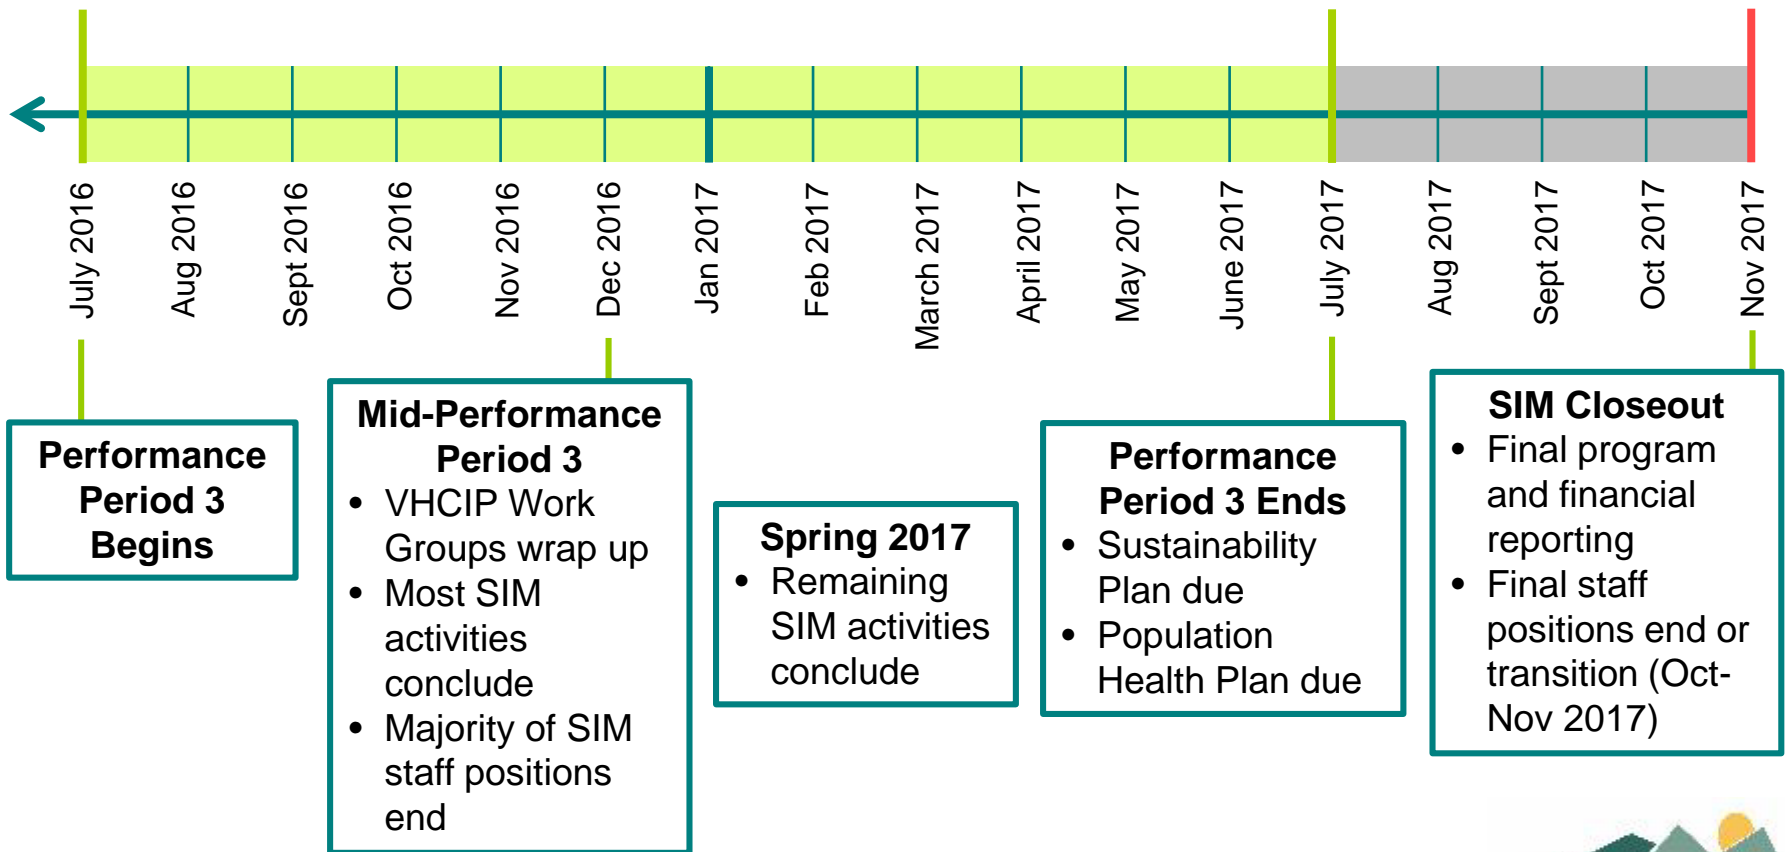 July 2016
Aug 2016
Sept 2016
Oct 2016
Nov 2016
Dec 2016
Jan 2017
Feb 2017
March 2017
April 2017
May 2017
June 2017
July 2017
Aug 2017
Sept 2017
Oct 2017
Nov 2017
Performance
Period 3
Begins
Mid-Performance
Period 3
• VHCIP Work
Groups wrap up
• Most SIM
activities
conclude
• Majority of SIM
staff positions
end
Spring 2017
• Remaining
SIM activities
conclude
Performance
Period 3 Ends
• Sustainability
Plan due
• Population
Health Plan due
SIM Closeout
• Final program
and financial
reporting
• Final staff
positions end or
transition (Oct-
Nov 2017)